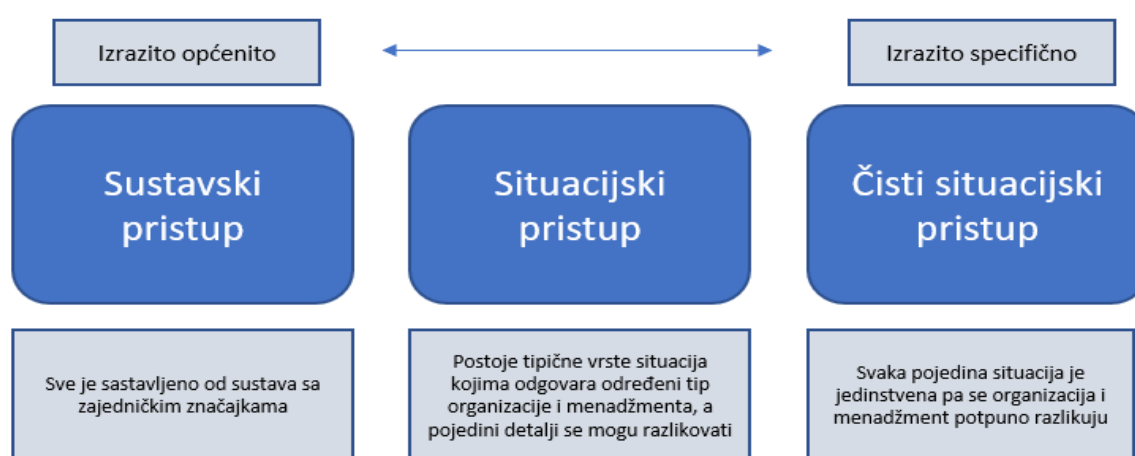 Izrazito općenito
Izrazito specifično
Sustavski
pristup
Situacijski
pristup
Čisti situacijski
pristup
Sve je sastavljeno od sustava sa
zajedničkim značajkama
Postoje tipične vrste situacija
kojima odgovara određeni tip
organizacije i menadžmenta, a
pojedini detalji se mogu razlikovati
Svaka pojedina situacija je
jedinstvena pa se organizacija i
menadžment potpuno razlikuju